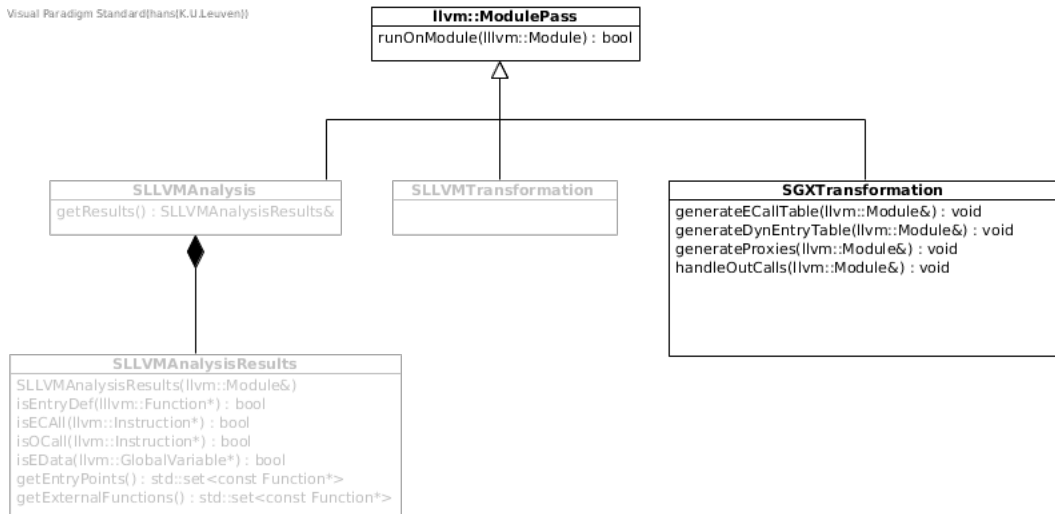 Visual Paradigm Standard(hans(K.U.Leuven))
llvm::ModulePass
runOnModule(lllvm::Module) : bool
SLLVMAnalysis
getResults() : SLLVMAnalysisResults&
SLLVMTransformation
SGXTransformation
generateECallTable(llvm::Module&) : void
generateDynEntryTable(llvm::Module&) : void
generateProxies(llvm::Module&) : void
handleOutCalls(llvm::Module&) : void
SLLVMAnalysisResults
SLLVMAnalysisResults(llvm::Module&)
isEntryDef(lllvm::Function*) : bool
isECAll(llvm::Instruction*) : bool
isOCall(llvm::Instruction*) : bool
isEData(llvm::GlobalVariable*) : bool
getEntryPoints() : std::set<const Function*>
getExternalFunctions() : std::set<const Function*>